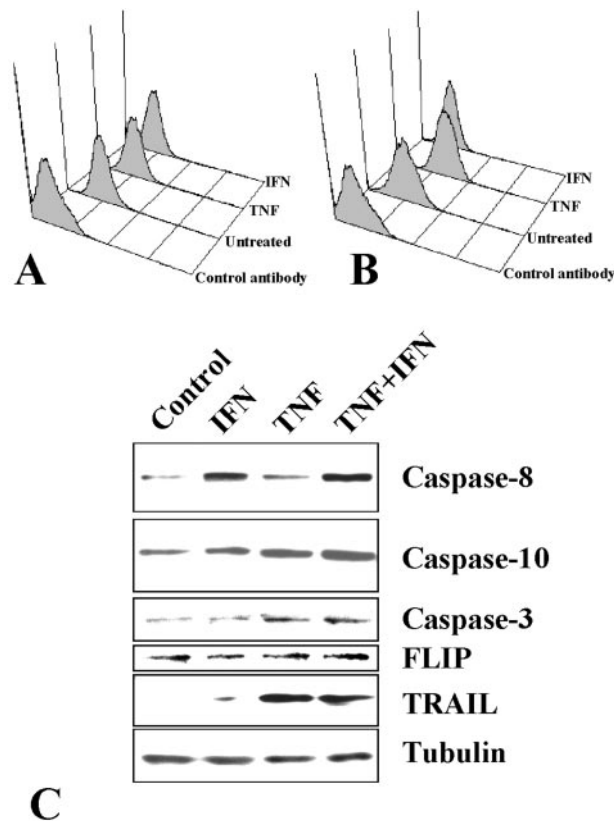 IFN
TNF
Untreated
Control antibody
A
IFN
TNF
Untreated
Control antibody
B
Control
IFN
TNF
TNF+IFN
Caspase-8
Caspase-10
Caspase-3
FLIP
TRAIL
Tubulin
C